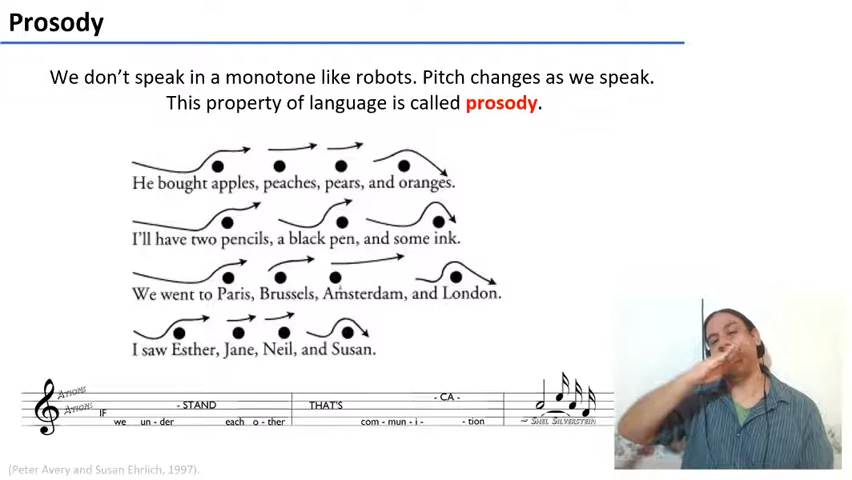 Prosody
We don't speak in a monotone like robots. Pitch changes as we speak.
This property of language is called prosody.
He bought apples, peaches, pears, and oranges.
I'll have two pencils, a black pen, and some ink.
We went to Paris, Brussels, Amsterdam, and London.
I saw Esther, Jane, Neil, and Susan.
Ations
Ations
- STAND THAT'S - CA -
IF
we un - der each o - ther com - mun - i - - tion ~ Shel Silverstein
(Peter Avery and Susan Ehrlich, 1997).